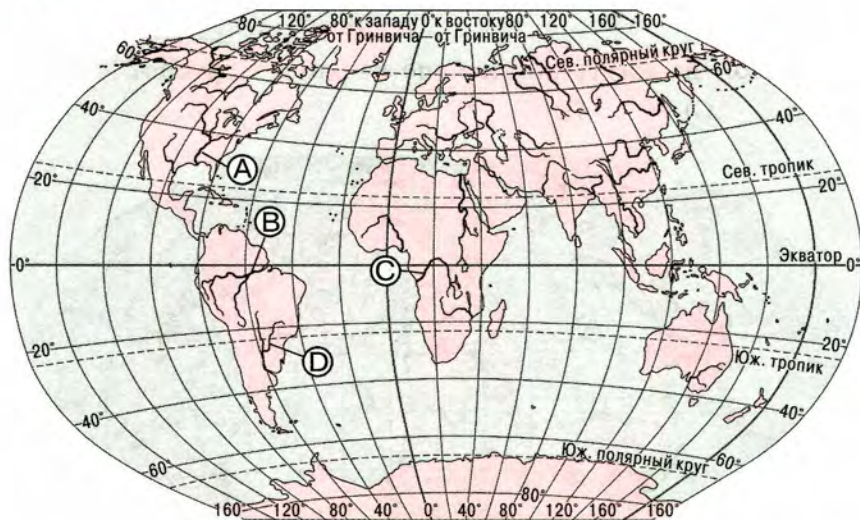 80° 120° 80° к западу 0° к востоку 80° 120° 160° 160°
от Гринвича от Гринвича
60° Сев. полярный круг 60°
40° 40°
A
Сев. тропик
20° 20°
B
Экватор
0° C 0°
20° D 20°
Юж. тропик
40° 40°
60° Юж. полярный круг 60°
80° 80°
160° 120° 80° 40° 0° 40° 80° 120° 160°